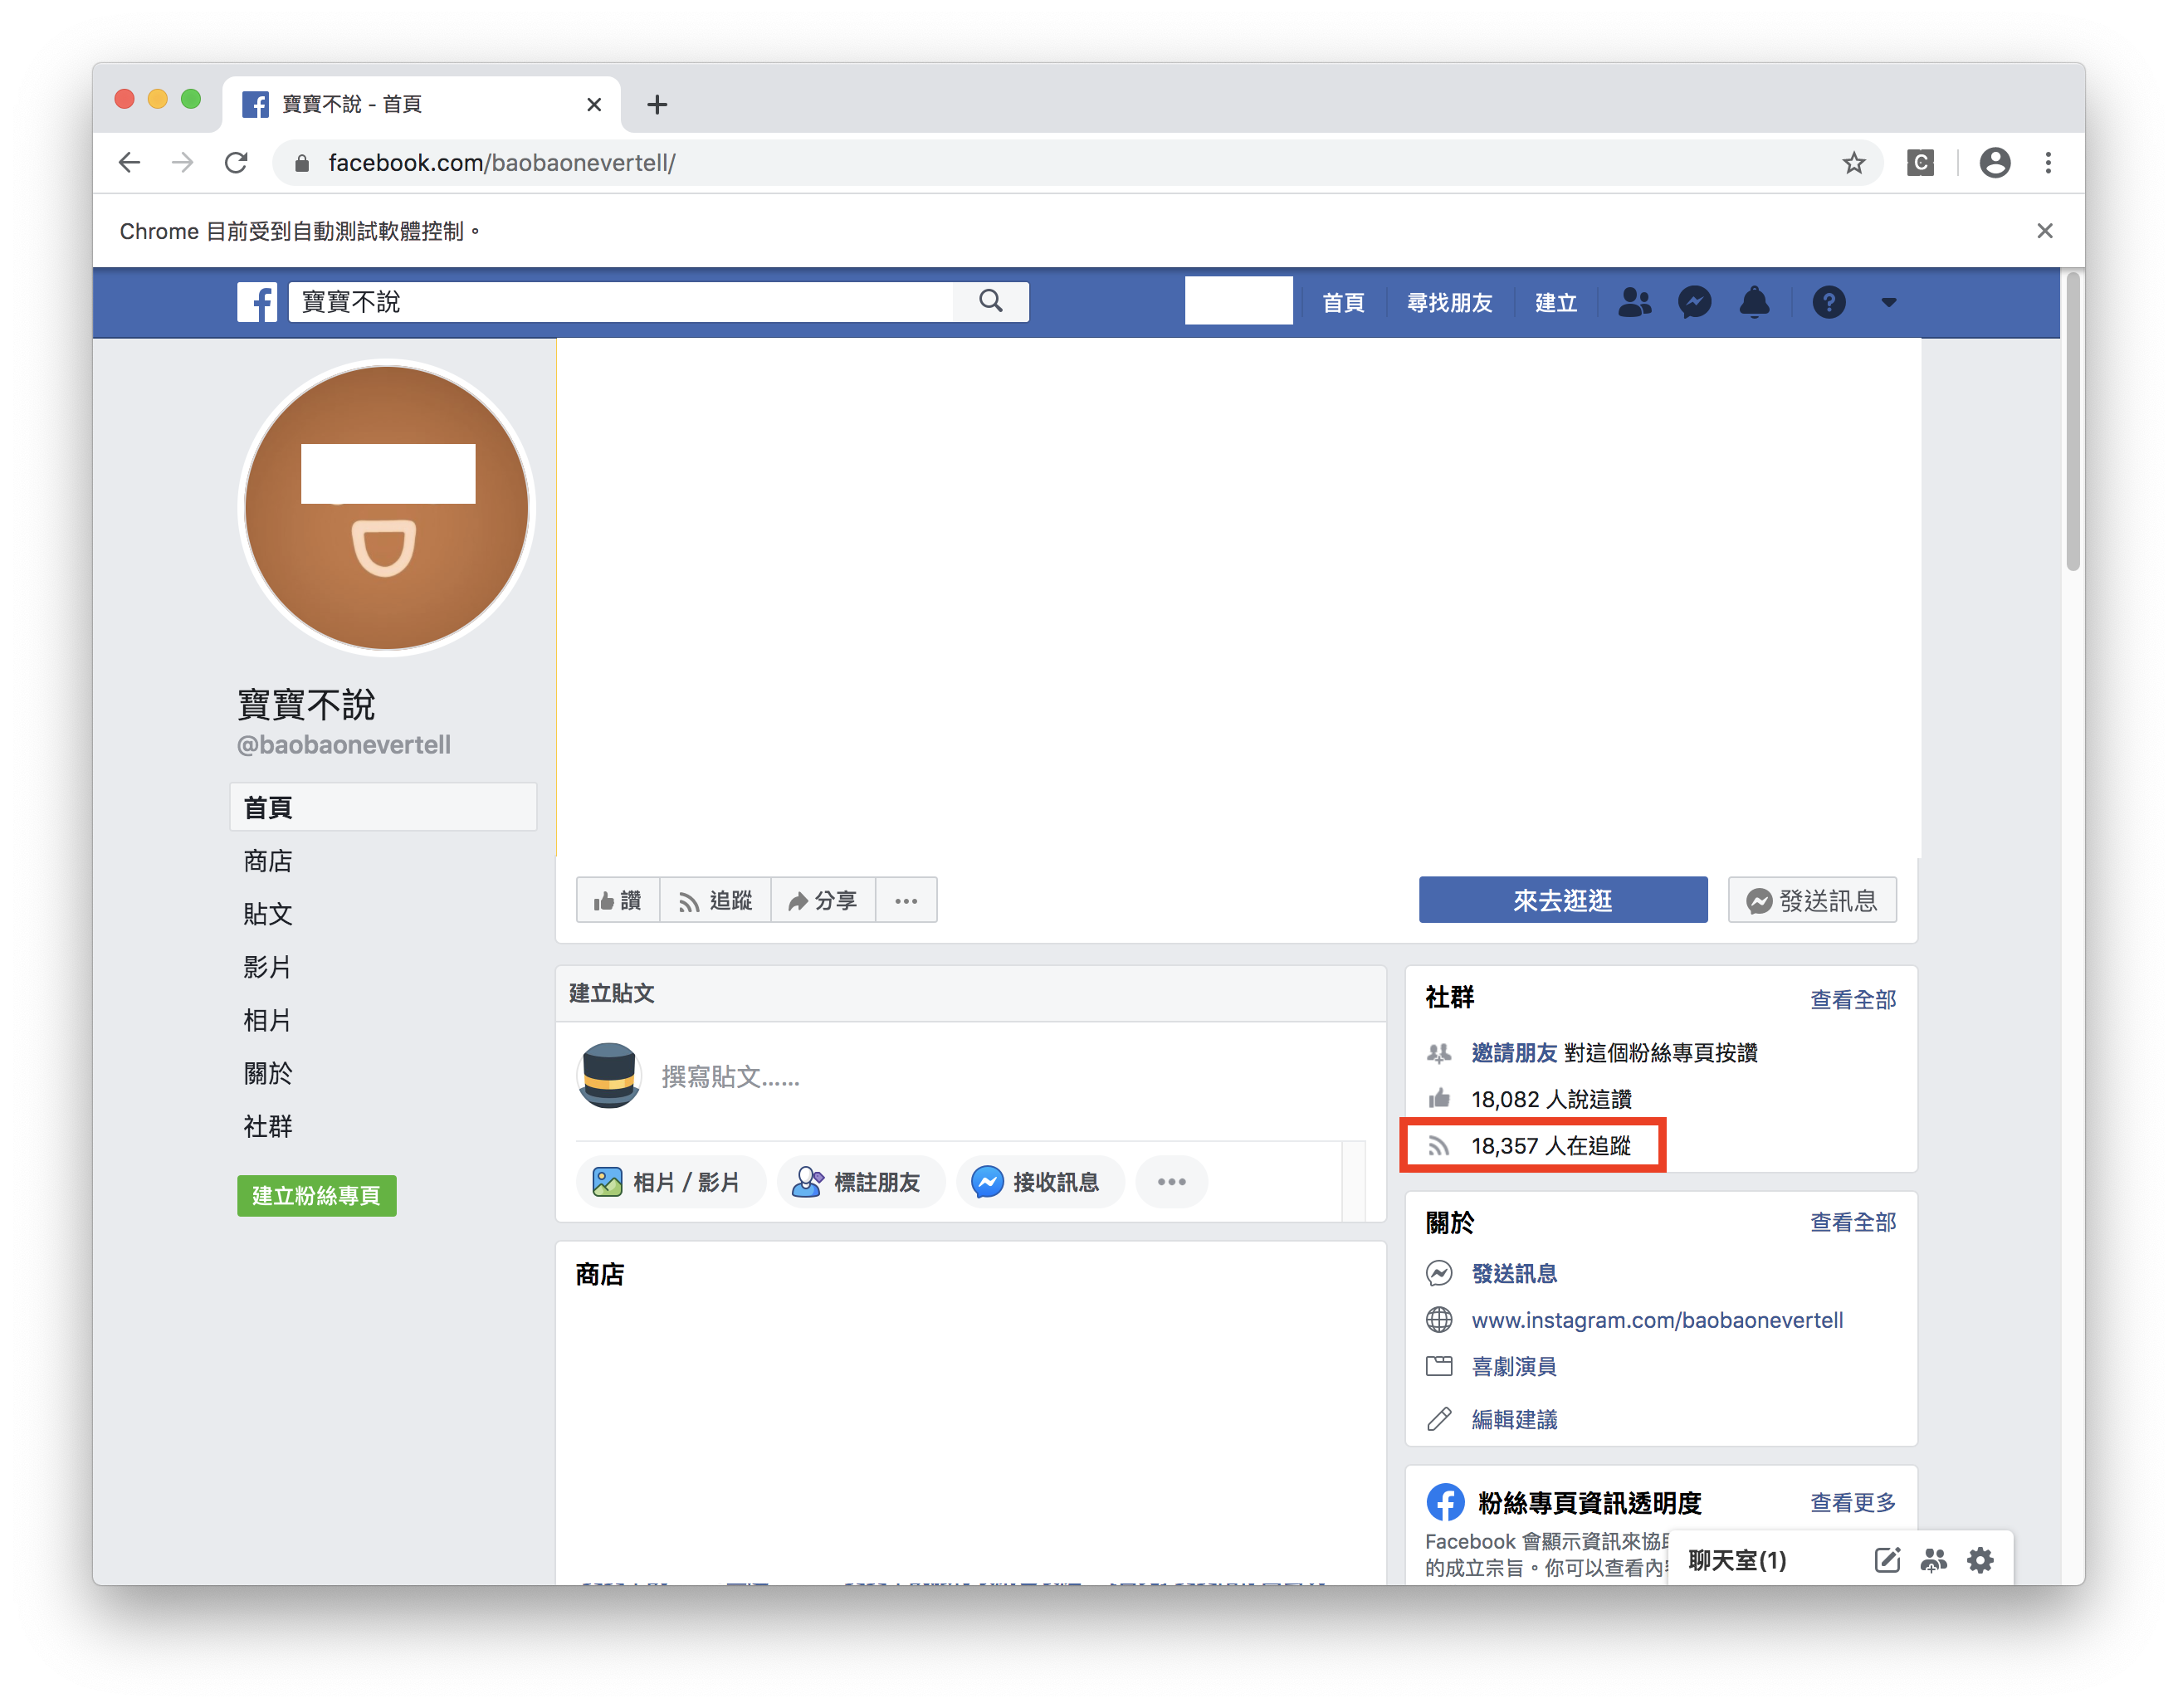 寶寶不說 - 首頁
facebook.com/baobaonevertell/
C
Chrome 目前受到自動測試軟體控制。
寶寶不說
首頁 尋找朋友 建立
寶寶不說
@baobaonevertell
首頁
商店
貼文
影片
相片
關於
社群
建立粉絲專頁
讚 追蹤 分享 ...
來去逛逛 發送訊息
建立貼文
撰寫貼文......
相片 / 影片 標註朋友 接收訊息 ...
商店
社群 查看全部
邀請朋友 對這個粉絲專頁按讚
18,082 人說這讚
18,357 人在追蹤
關於 查看全部
發送訊息
www.instagram.com/baobaonevertell
喜劇演員
編輯建議
粉絲專頁資訊透明度 查看更多
Facebook 會顯示資訊來協
的成立宗旨。你可以查看內
聊天室(1)